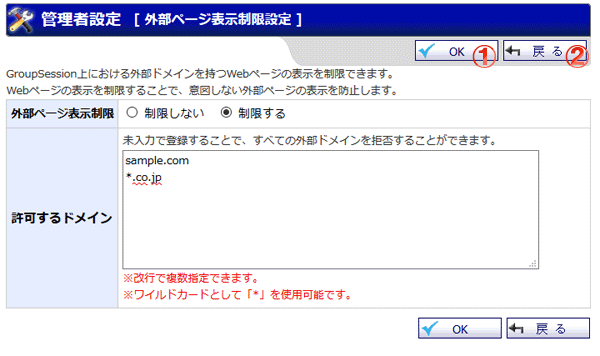 管理者設定 [ 外部ページ表示制限設定 ]
OK ① 戻る ②
GroupSession上における外部ドメインを持つWebページの表示を制限できます。
Webページの表示を制限することで、意図しない外部ページの表示を防止します。
外部ページ表示制限 制限しない 制限する
未入力で登録することで、すべての外部ドメインを拒否することができます。
許可するドメイン
sample.com
*.co.jp
※改行で複数指定できます。
※ワイルドカードとして「*」を使用可能です。
OK 戻る